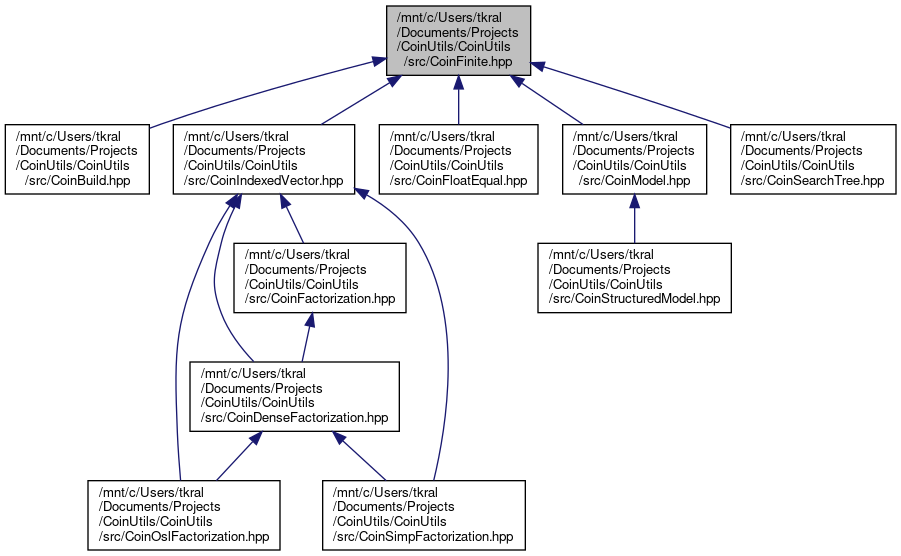 /mnt/c/Users/tkral
/Documents/Projects
/CoinUtils/CoinUtils
/src/CoinFinite.hpp
/mnt/c/Users/tkral
/Documents/Projects
/CoinUtils/CoinUtils
/src/CoinBuild.hpp
/mnt/c/Users/tkral
/Documents/Projects
/CoinUtils/CoinUtils
/src/CoinIndexedVector.hpp
/mnt/c/Users/tkral
/Documents/Projects
/CoinUtils/CoinUtils
/src/CoinFloatEqual.hpp
/mnt/c/Users/tkral
/Documents/Projects
/CoinUtils/CoinUtils
/src/CoinModel.hpp
/mnt/c/Users/tkral
/Documents/Projects
/CoinUtils/CoinUtils
/src/CoinSearchTree.hpp
/mnt/c/Users/tkral
/Documents/Projects
/CoinUtils/CoinUtils
/src/CoinFactorization.hpp
/mnt/c/Users/tkral
/Documents/Projects
/CoinUtils/CoinUtils
/src/CoinStructuredModel.hpp
/mnt/c/Users/tkral
/Documents/Projects
/CoinUtils/CoinUtils
/src/CoinDenseFactorization.hpp
/mnt/c/Users/tkral
/Documents/Projects
/CoinUtils/CoinUtils
/src/CoinOslFactorization.hpp
/mnt/c/Users/tkral
/Documents/Projects
/CoinUtils/CoinUtils
/src/CoinSimpFactorization.hpp